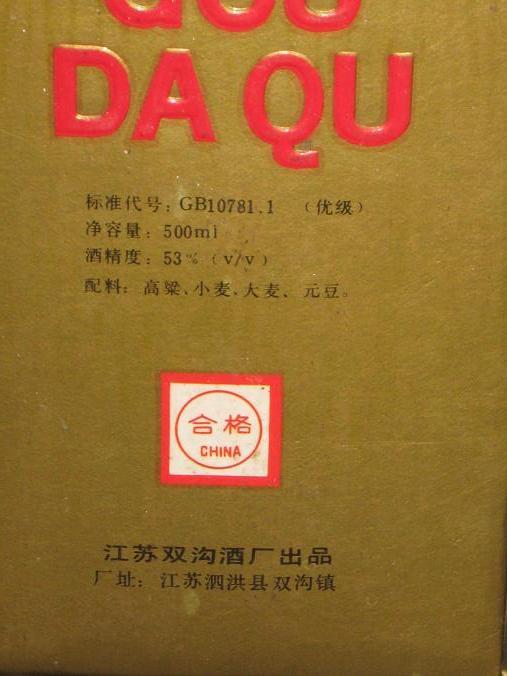 GOU
DA QU
标准代号：GB10781.1 （优级）
净容量：500ml
酒精度：53%（v/v）
配料：高粱、小麦、大麦、元豆。
合格
CHINA
江苏双沟酒厂出品
厂址：江苏泗洪县双沟镇